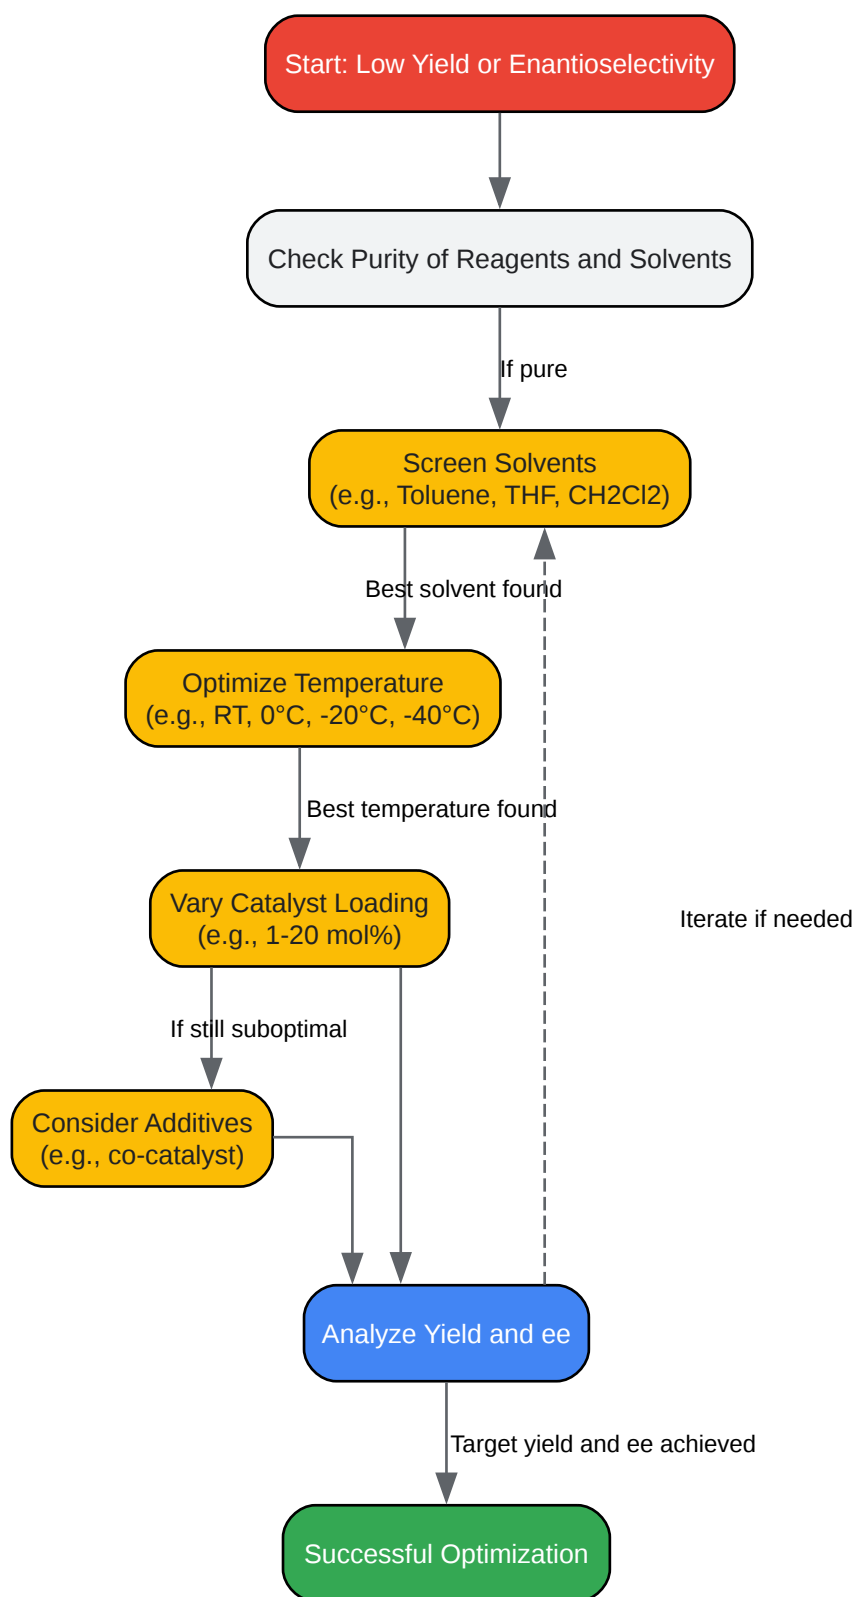 Start: Low Yield or Enantioselectivity
Check Purity of Reagents and Solvents
If pure
Screen Solvents
(e.g., Toluene, THF, CH2Cl2)
Best solvent found
Optimize Temperature
(e.g., RT, 0°C, -20°C, -40°C)
Best temperature found
Vary Catalyst Loading
(e.g., 1-20 mol%)
Iterate if needed
If still suboptimal
Consider Additives
(e.g., co-catalyst)
Analyze Yield and ee
Target yield and ee achieved
Successful Optimization